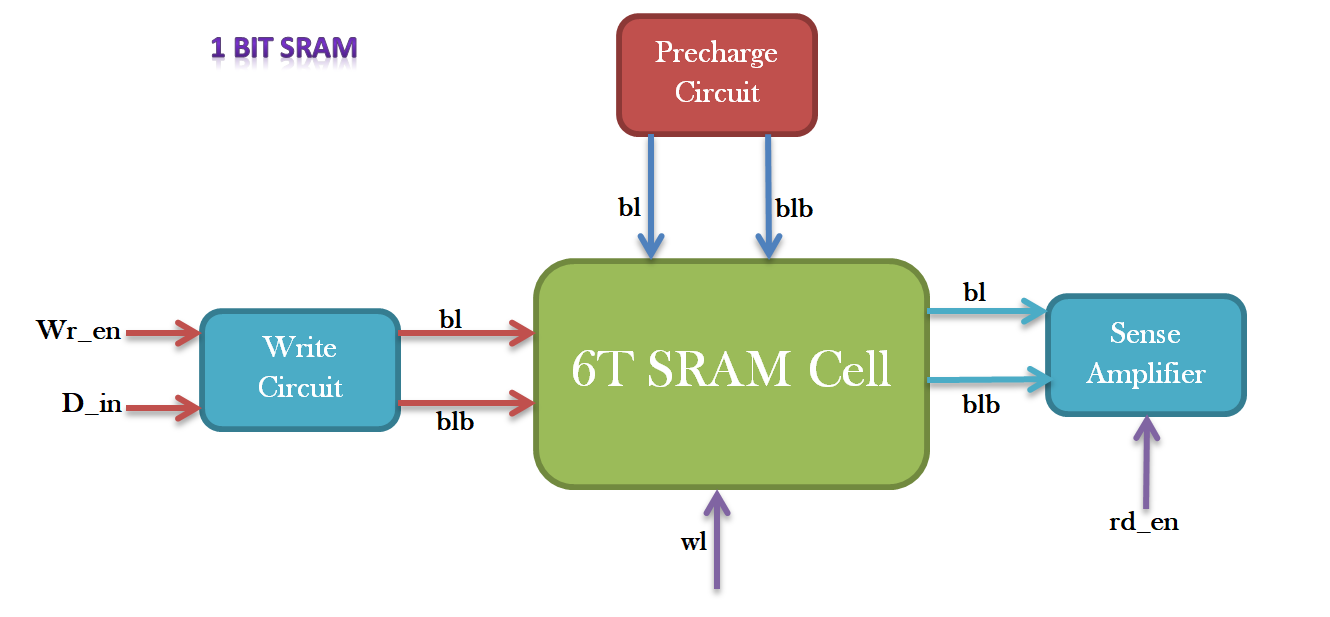 1 BIT SRAM
Precharge
Circuit
bl
blb
Wr_en
D_in
Write
Circuit
bl
blb
6T SRAM Cell
bl
blb
Sense
Amplifier
wl
rd_en